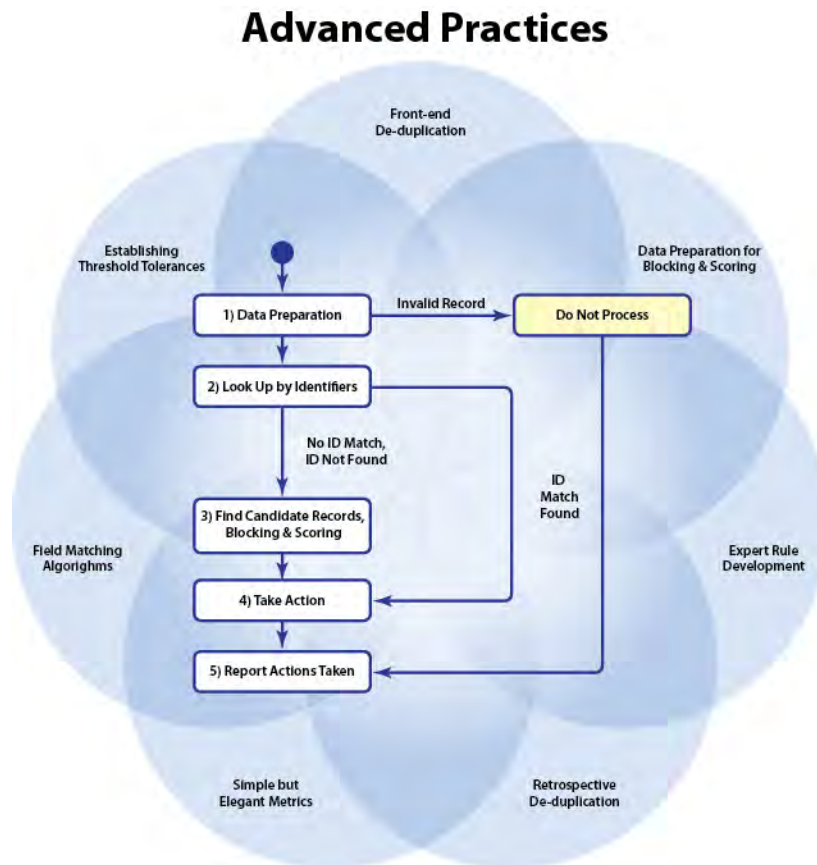 Advanced Practices
Front-end
De-duplication
Establishing
Threshold Tolerances
Data Preparation for
Blocking & Scoring
1) Data Preparation
Invalid Record
Do Not Process
2) Look Up by Identifiers
No ID Match,
ID Not Found
ID
Match
Found
3) Find Candidate Records,
Blocking & Scoring
Field Matching
Algorighms
Expert Rule
Development
4) Take Action
5) Report Actions Taken
Simple but
Elegant Metrics
Retrospective
De-duplication